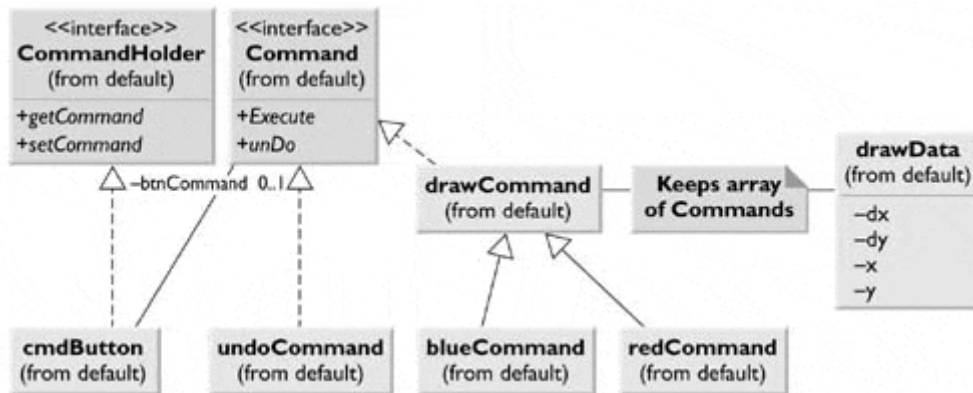 <<interface>>
CommandHolder
(from default)
+getCommand
+setCommand
<<interface>>
Command
(from default)
+Execute
+unDo
–btnCommand 0..1
drawCommand
(from default)
Keeps array
of Commands
drawData
(from default)
–dx
–dy
–x
–y
cmdButton
(from default)
undoCommand
(from default)
blueCommand
(from default)
redCommand
(from default)